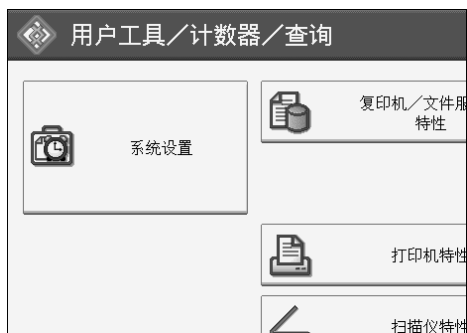 用户工具／计数器／查询
系统设置
复印机／文件服
特性
打印机特性
扫描仪特性